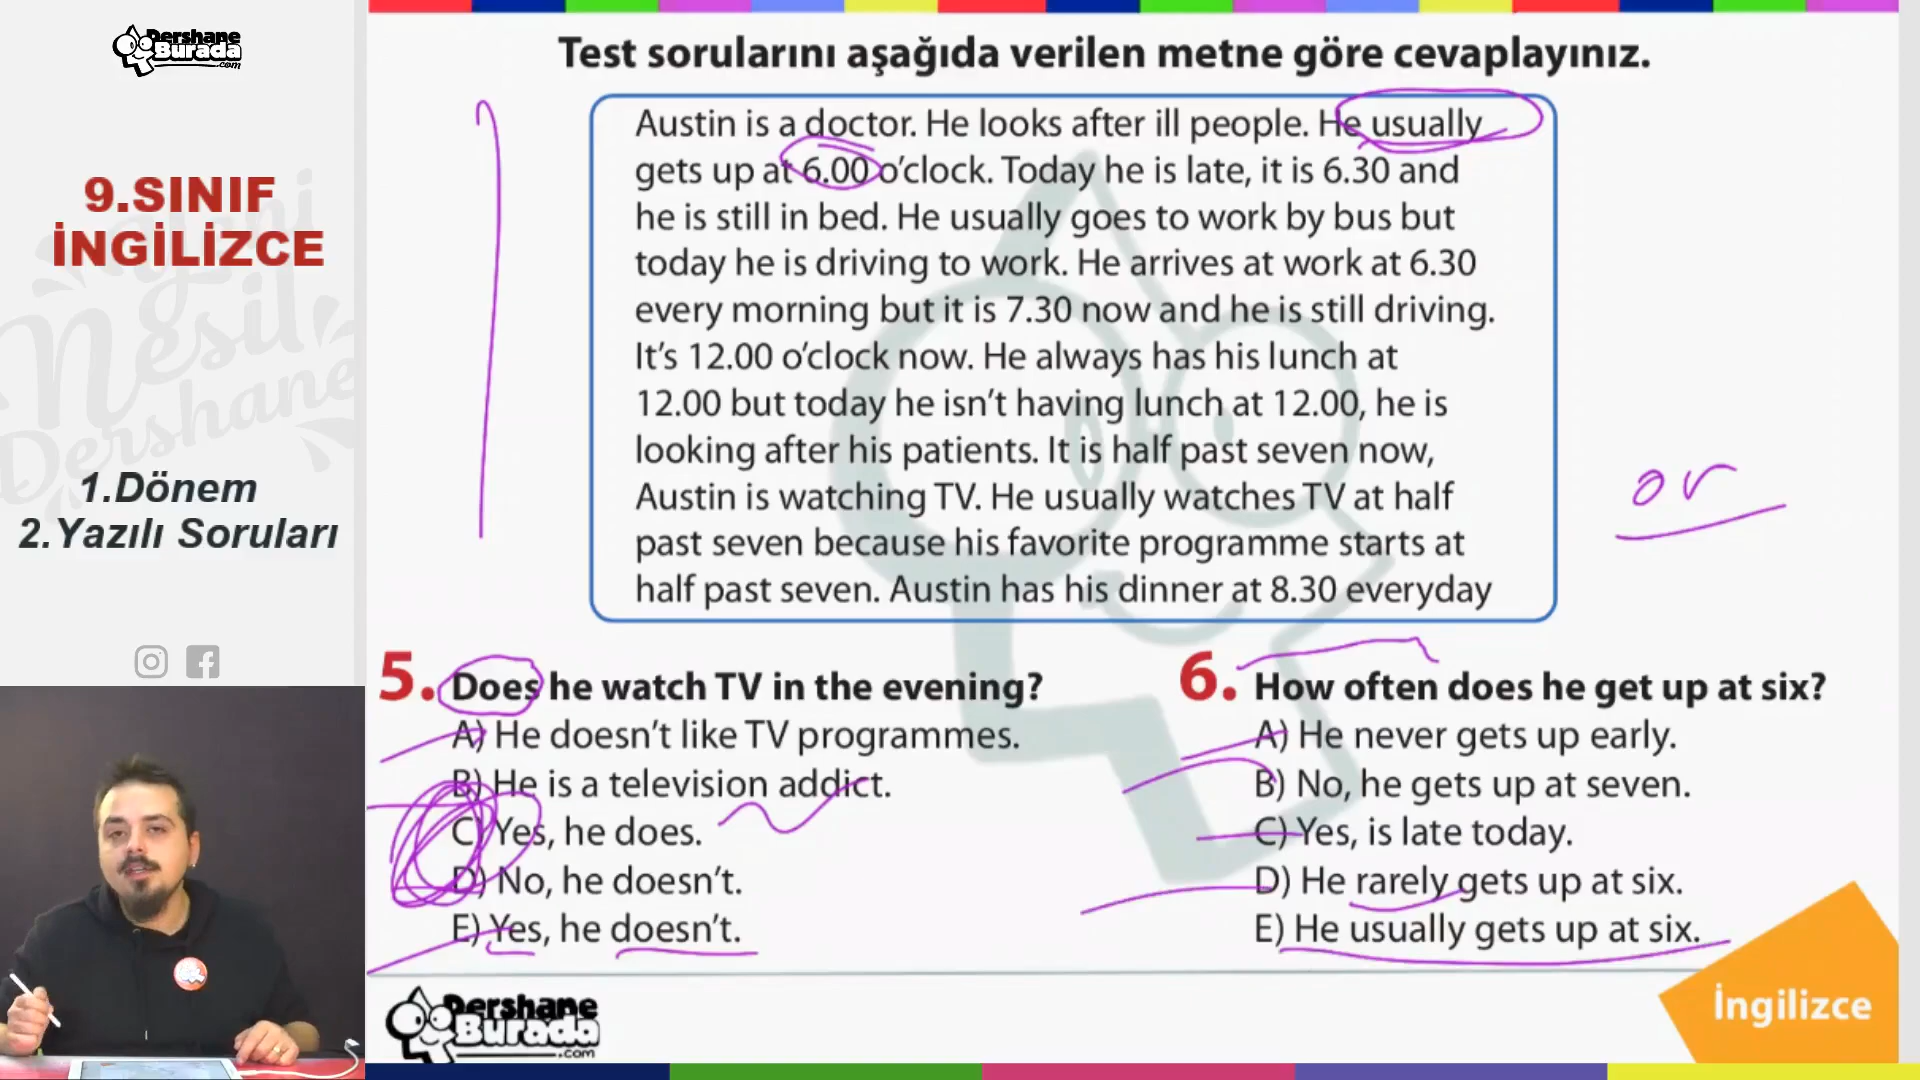 Dershane
Burada
.com
9.SINIF
İNGİLİZCE
Yeni
Nesil
Dershane
1.Dönem
2.Yazılı Soruları
Test sorularını aşağıda verilen metne göre cevaplayınız.
Austin is a doctor. He looks after ill people. He usually
gets up at 6.00 o’clock. Today he is late, it is 6.30 and
he is still in bed. He usually goes to work by bus but
today he is driving to work. He arrives at work at 6.30
every morning but it is 7.30 now and he is still driving.
It’s 12.00 o’clock now. He always has his lunch at
12.00 but today he isn’t having lunch at 12.00, he is
looking after his patients. It is half past seven now,
Austin is watching TV. He usually watches TV at half
past seven because his favorite programme starts at
half past seven. Austin has his dinner at 8.30 everyday
or
5. Does he watch TV in the evening?
A) He doesn’t like TV programmes.
B) He is a television addict.
C) Yes, he does.
D) No, he doesn’t.
E) Yes, he doesn’t.
6. How often does he get up at six?
A) He never gets up early.
B) No, he gets up at seven.
C) Yes, is late today.
D) He rarely gets up at six.
E) He usually gets up at six.
Dershane
Burada
.com
İngilizce